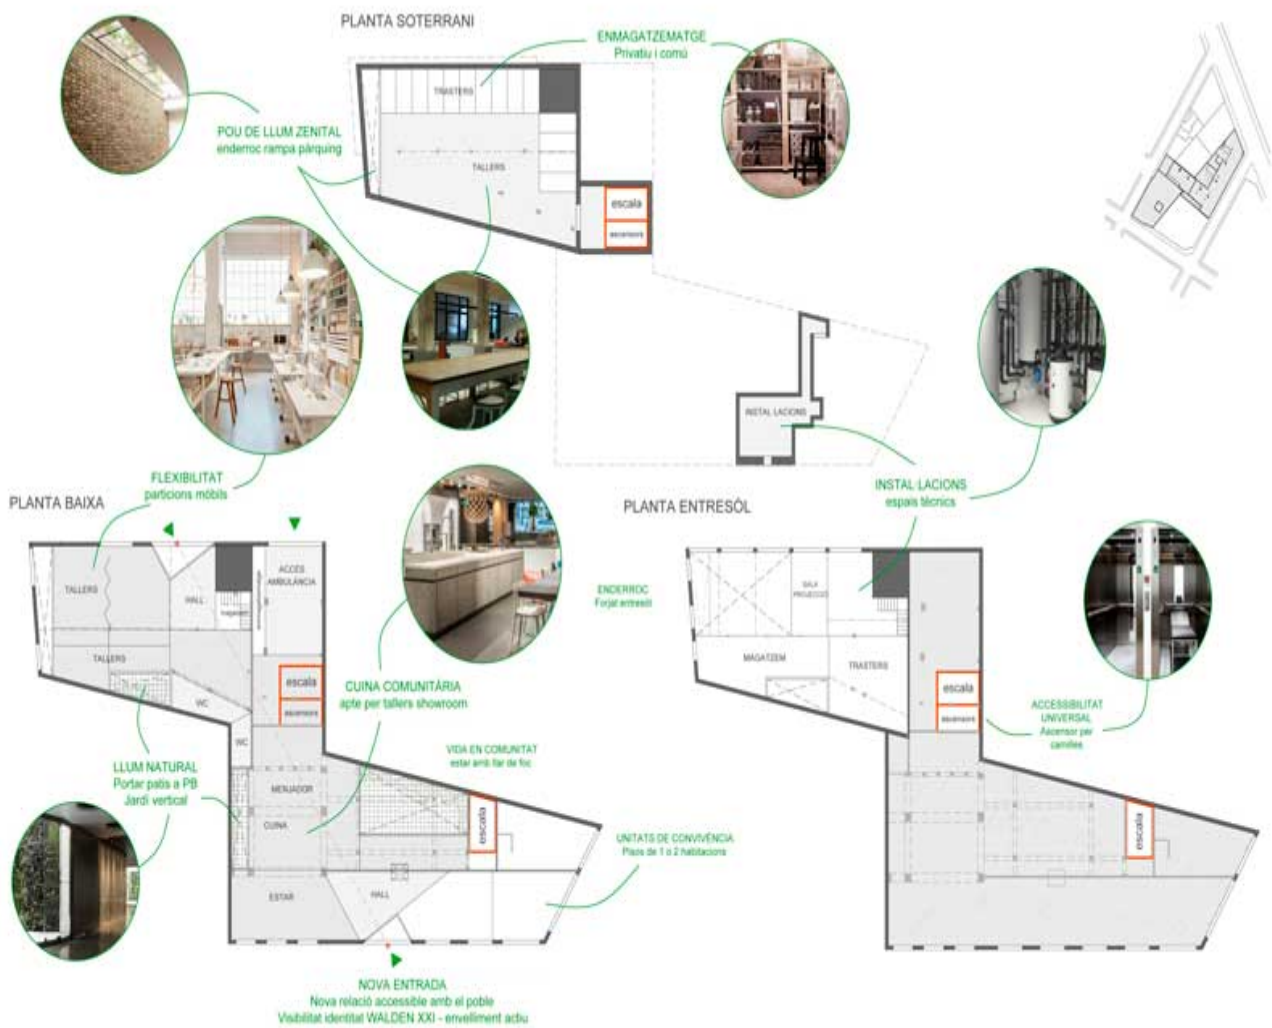 PLANTA SOTERRANI
ENMAGATZEMATGE
Privatiu i comú
TRASTERS
POU DE LLUM ZENITAL
enderroc rampa pàrquing
TALLERS
escala
ascensors
INSTAL·LACIONS
FLEXIBILITAT
particions mòbils
PLANTA BAIXA
INSTAL·LACIONS
espais tècnics
PLANTA ENTRESÒL
TALLERS
HALL
ACCÉS
AMBULÀNCIA
magatzem
TALLERS
WC
WC
escala
ascensors
CUINA COMUNITÀRIA
apte per tallers showroom
ENDERROC
Forjat entresòl
SALA
PROJECCIÓ
MAGATZEM
TRASTERS
escala
ascensors
ACCESSIBILITAT
UNIVERSAL
Ascensor per
camilles
LLUM NATURAL
Portar patis a PB
Jardí vertical
VIDA EN COMUNITAT
estar amb llar de foc
MENJADOR
CUINA
escala
escala
UNITATS DE CONVIVÈNCIA
Pisos de 1 o 2 habitacions
ESTAR
HALL
NOVA ENTRADA
Nova relació accessible amb el poble
Visibilitat identitat WALDEN XXI - envelliment actiu